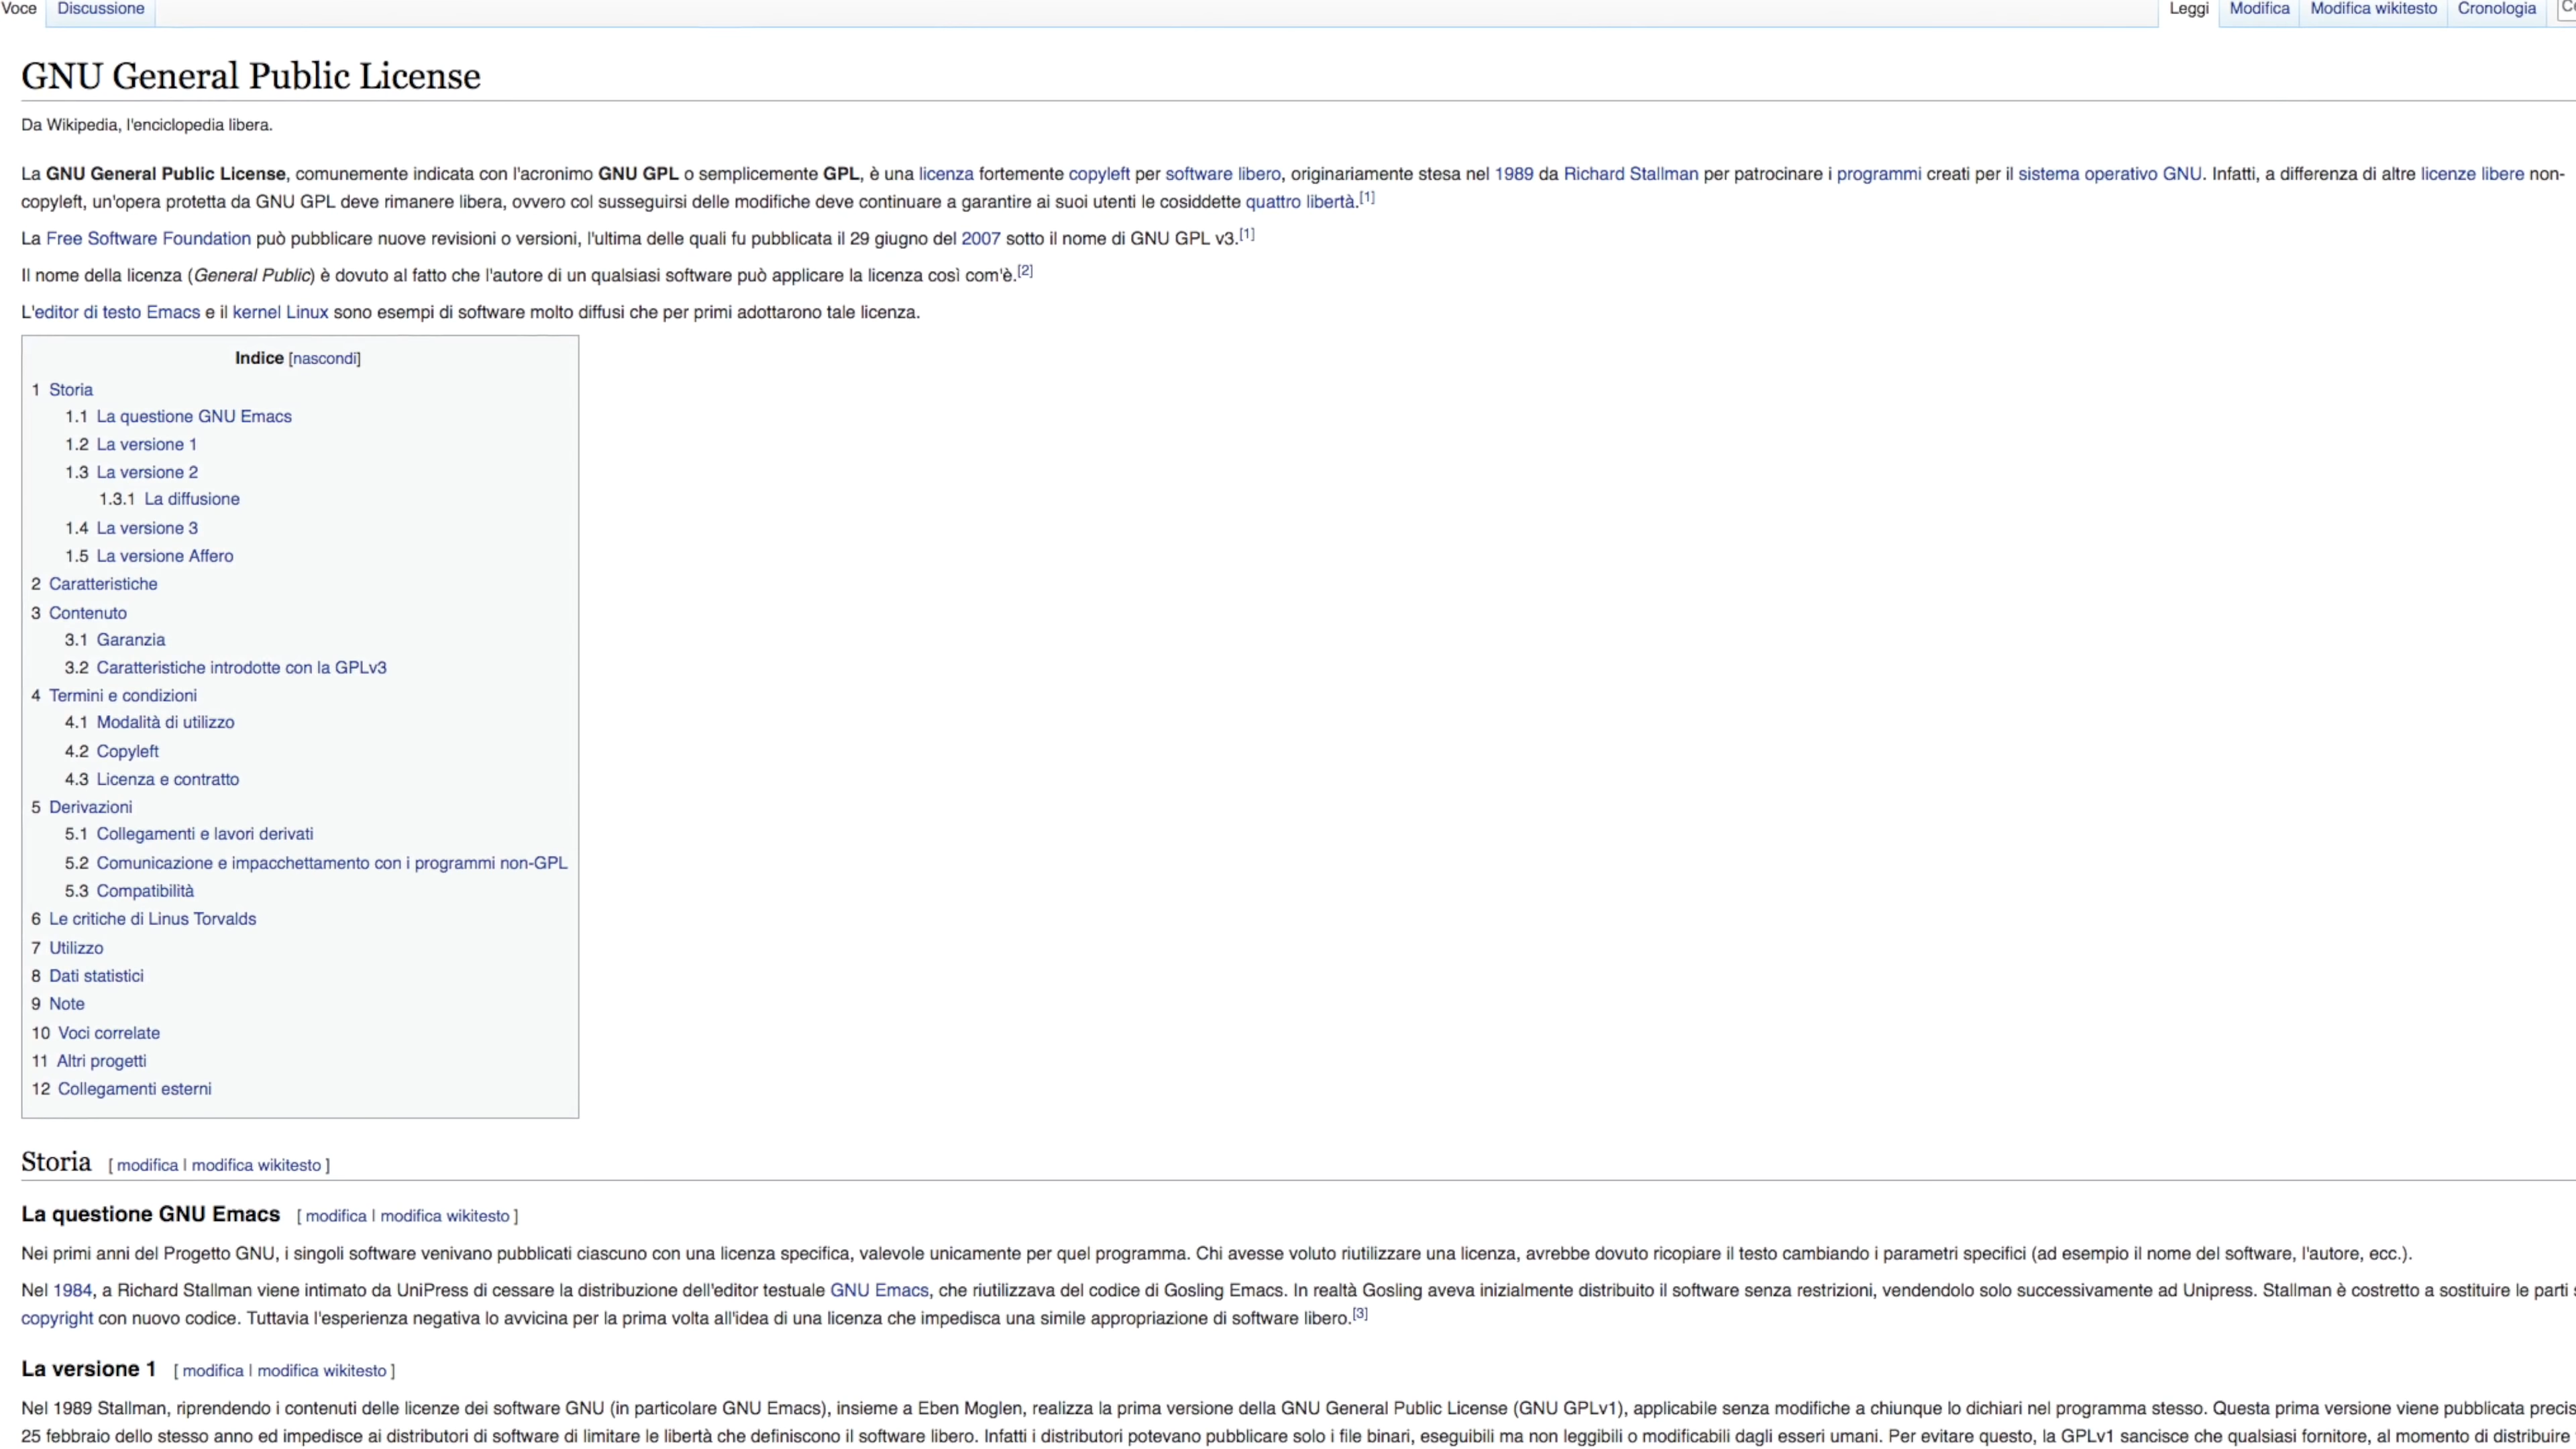 Voce Discussione Leggi Modifica Modifica wikitesto Cronologia
GNU General Public License
Da Wikipedia, l'enciclopedia libera.
La GNU General Public License, comunemente indicata con l'acronimo GNU GPL o semplicemente GPL, è una licenza fortemente copyleft per software libero, originariamente stesa nel 1989 da Richard Stallman per patrocinare i programmi creati per il sistema operativo GNU. Infatti, a differenza di altre licenze libere non-
copyleft, un'opera protetta da GNU GPL deve rimanere libera, ovvero col susseguirsi delle modifiche deve continuare a garantire ai suoi utenti le cosiddette quattro libertà.[1]
La Free Software Foundation può pubblicare nuove revisioni o versioni, l'ultima delle quali fu pubblicata il 29 giugno del 2007 sotto il nome di GNU GPL v3.[1]
Il nome della licenza (General Public) è dovuto al fatto che l'autore di un qualsiasi software può applicare la licenza così com'è.[2]
L'editor di testo Emacs e il kernel Linux sono esempi di software molto diffusi che per primi adottarono tale licenza.
Indice [nascondi]
1 Storia
1.1 La questione GNU Emacs
1.2 La versione 1
1.3 La versione 2
1.3.1 La diffusione
1.4 La versione 3
1.5 La versione Affero
2 Caratteristiche
3 Contenuto
3.1 Garanzia
3.2 Caratteristiche introdotte con la GPLv3
4 Termini e condizioni
4.1 Modalità di utilizzo
4.2 Copyleft
4.3 Licenza e contratto
5 Derivazioni
5.1 Collegamenti e lavori derivati
5.2 Comunicazione e impacchettamento con i programmi non-GPL
5.3 Compatibilità
6 Le critiche di Linus Torvalds
7 Utilizzo
8 Dati statistici
9 Note
10 Voci correlate
11 Altri progetti
12 Collegamenti esterni
Storia [ modifica | modifica wikitesto ]
La questione GNU Emacs [ modifica | modifica wikitesto ]
Nei primi anni del Progetto GNU, i singoli software venivano pubblicati ciascuno con una licenza specifica, valevole unicamente per quel programma. Chi avesse voluto riutilizzare una licenza, avrebbe dovuto ricopiare il testo cambiando i parametri specifici (ad esempio il nome del software, l'autore, ecc.).
Nel 1984, a Richard Stallman viene intimato da UniPress di cessare la distribuzione dell'editor testuale GNU Emacs, che riutilizzava del codice di Gosling Emacs. In realtà Gosling aveva inizialmente distribuito il software senza restrizioni, vendendolo solo successivamente ad Unipress. Stallman è costretto a sostituire le parti
copyright con nuovo codice. Tuttavia l'esperienza negativa lo avvicina per la prima volta all'idea di una licenza che impedisca una simile appropriazione di software libero.[3]
La versione 1 [ modifica | modifica wikitesto ]
Nel 1989 Stallman, riprendendo i contenuti delle licenze dei software GNU (in particolare GNU Emacs), insieme a Eben Moglen, realizza la prima versione della GNU General Public License (GNU GPLv1), applicabile senza modifiche a chiunque lo dichiari nel programma stesso. Questa prima versione viene pubblicata precis
25 febbraio dello stesso anno ed impedisce ai distributori di software di limitare le libertà che definiscono il software libero. Infatti i distributori potevano pubblicare solo i file binari, eseguibili ma non leggibili o modificabili dagli esseri umani. Per evitare questo, la GPLv1 sancisce che qualsiasi fornitore, al momento di distribuire